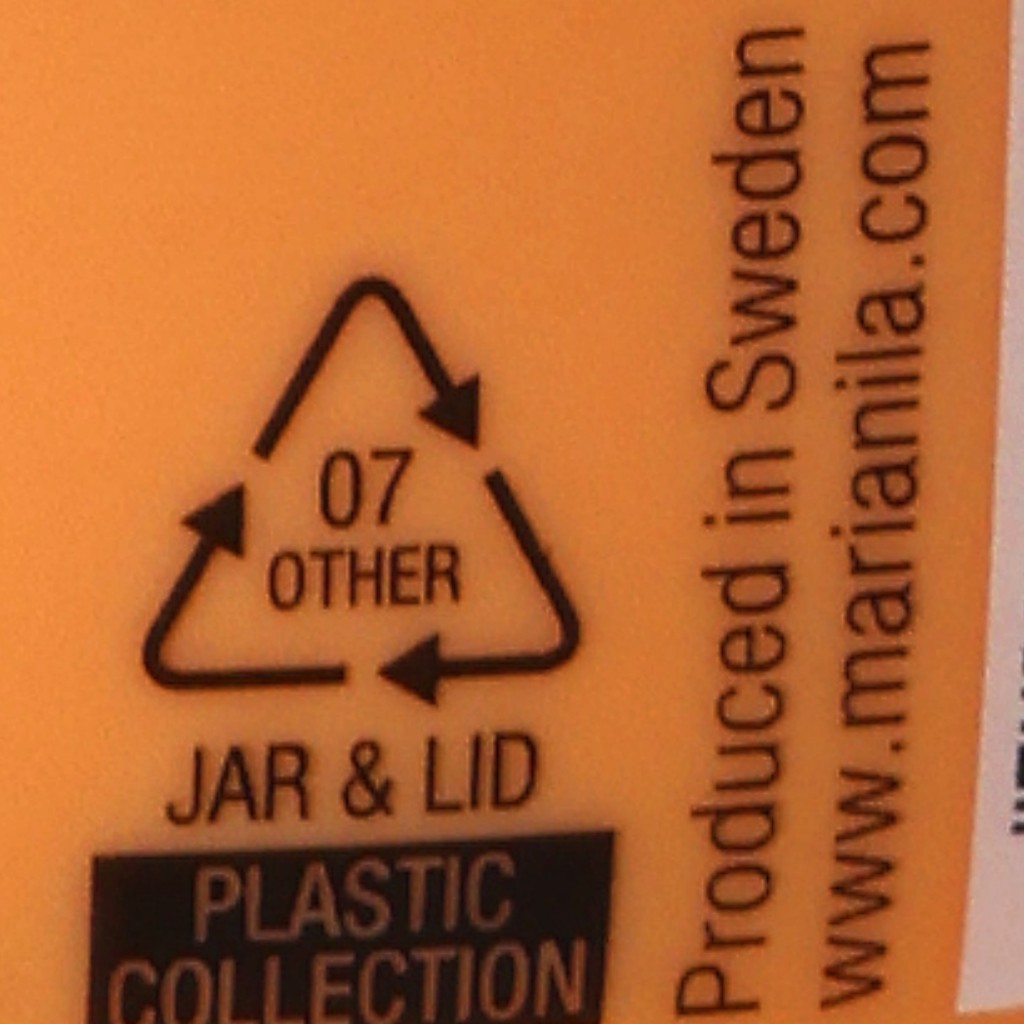 07
OTHER
JAR & LID
PLASTIC
COLLECTION
Produced in Sweden
www.marianila.com